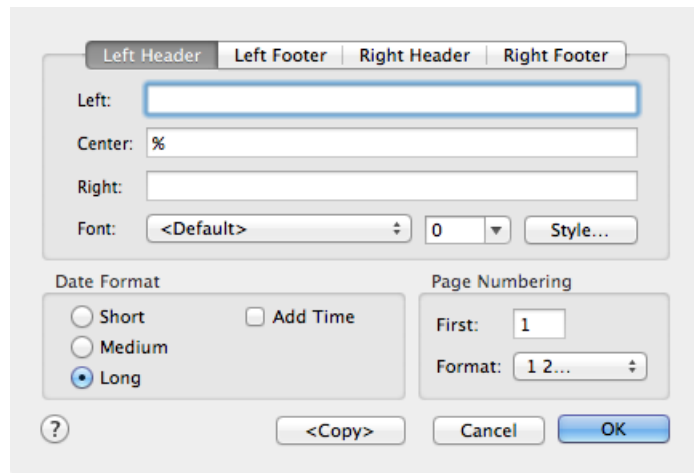 Left Header Left Footer Right Header Right Footer
Left:
Center: %
Right:
Font: <Default> 0 Style...
Date Format Page Numbering
Short Add Time First: 1
Medium
Long Format: 1 2...
? <Copy> Cancel OK